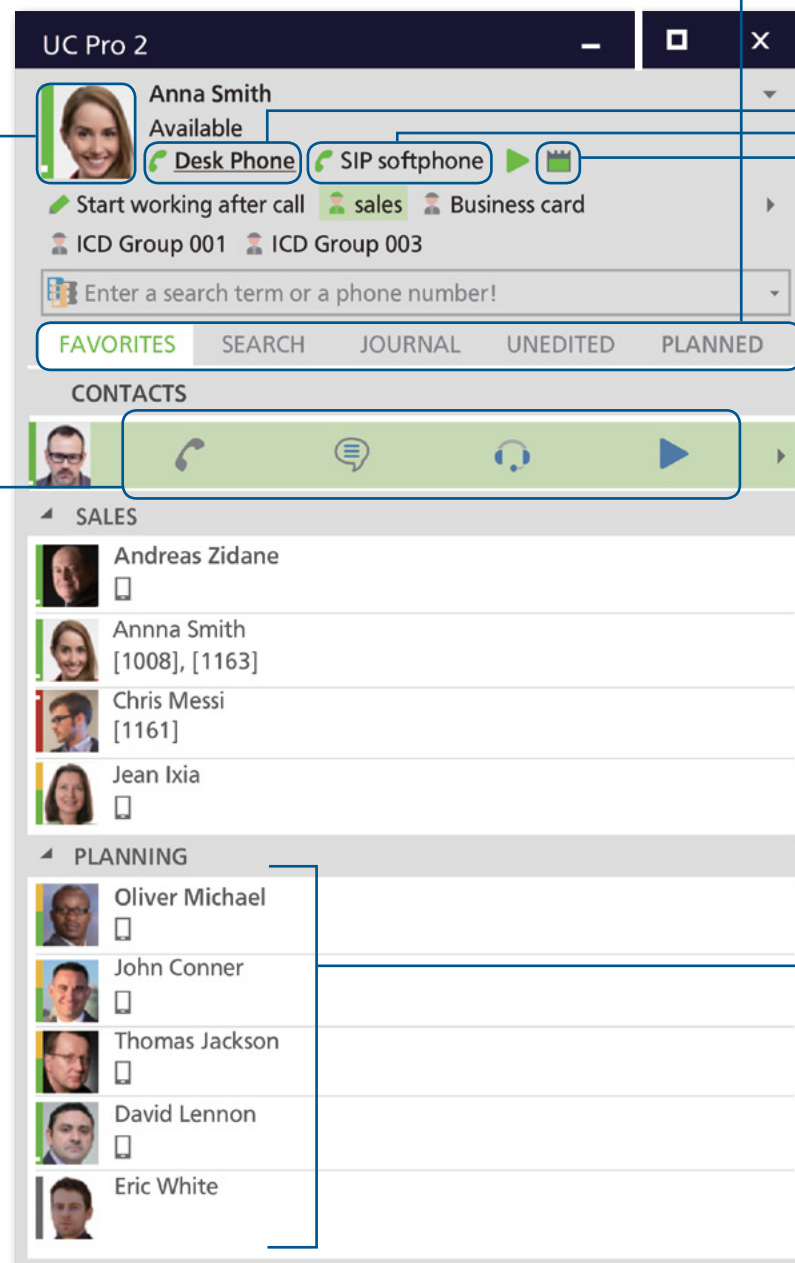 UC Pro 2
Anna Smith
Available
Desk Phone SIP softphone
Start working after call sales Business card
ICD Group 001 ICD Group 003
Enter a search term or a phone number!
FAVORITES SEARCH JOURNAL UNEDITED PLANNED
CONTACTS
SALES
Andreas Zidane
Annna Smith
[1008], [1163]
Chris Messi
[1161]
Jean Ixia
PLANNING
Oliver Michael
John Conner
Thomas Jackson
David Lennon
Eric White